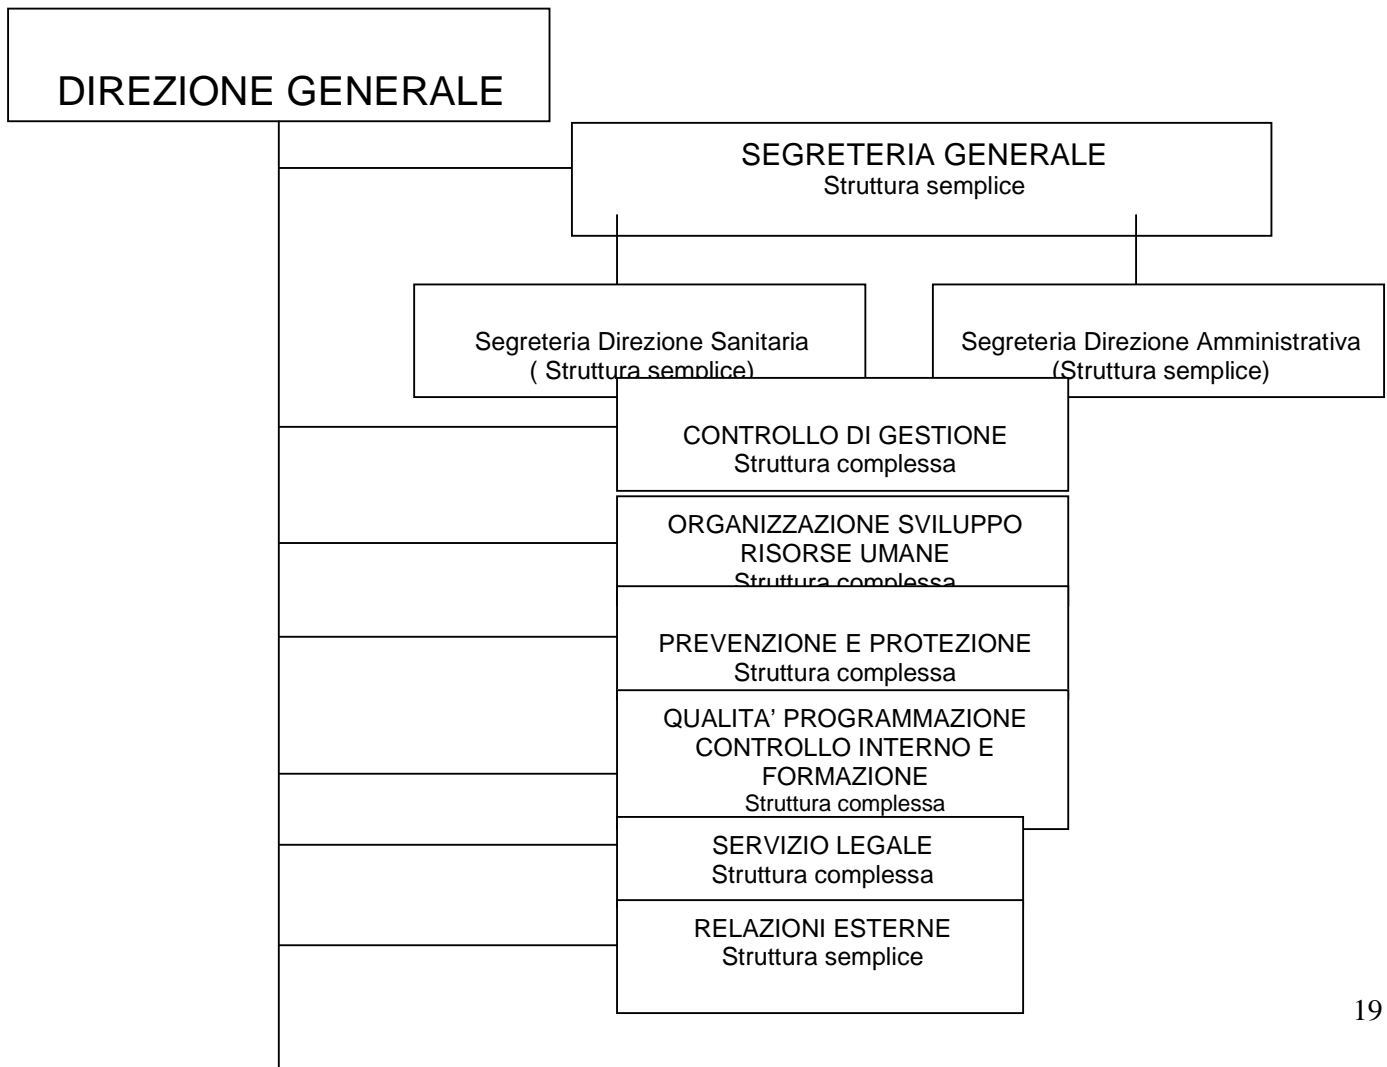 DIREZIONE GENERALE
SEGRETERIA GENERALE
Struttura semplice
Segreteria Direzione Sanitaria
( Struttura semplice)
Segreteria Direzione Amministrativa
(Struttura semplice)
CONTROLLO DI GESTIONE
Struttura complessa
ORGANIZZAZIONE SVILUPPO
RISORSE UMANE
Struttura complessa
PREVENZIONE E PROTEZIONE
Struttura complessa
QUALITA’ PROGRAMMAZIONE
CONTROLLO INTERNO E
FORMAZIONE
Struttura complessa
SERVIZIO LEGALE
Struttura complessa
RELAZIONI ESTERNE
Struttura semplice
19